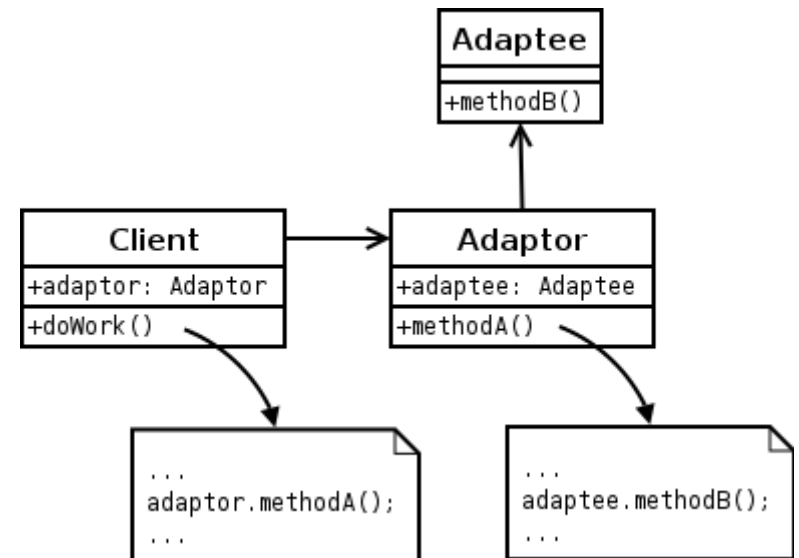 Adaptee
+methodB()
Client
+adaptor: Adaptor
+doWork()
Adaptor
+adaptee: Adaptee
+methodA()
...
adaptor.methodA();
...
...
adaptee.methodB();
...